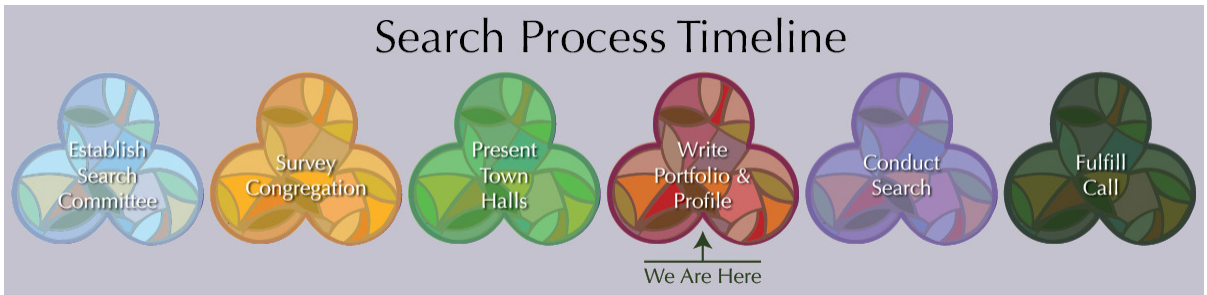 Search Process Timeline
Establish
Search
Committee
Survey
Congregation
Present
Town
Halls
Write
Portfolio &
Profile
Conduct
Search
Fulfill
Call
We Are Here